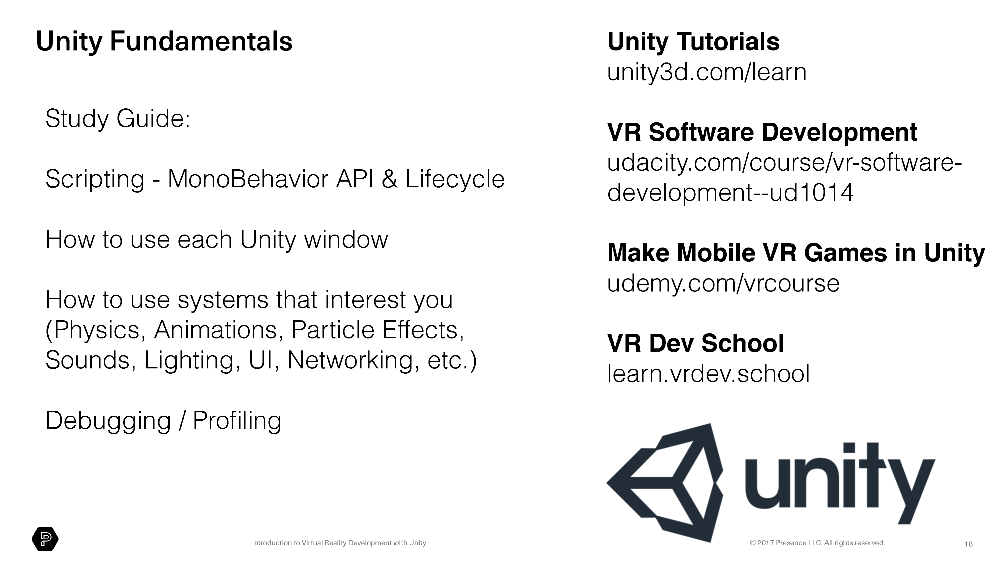 Unity Fundamentals
Study Guide:
Scripting - MonoBehavior API & Lifecycle
How to use each Unity window
How to use systems that interest you
(Physics, Animations, Particle Effects,
Sounds, Lighting, UI, Networking, etc.)
Debugging / Profiling
Unity Tutorials
unity3d.com/learn
VR Software Development
udacity.com/course/vr-software-
development--ud1014
Make Mobile VR Games in Unity
udemy.com/vrcourse
VR Dev School
learn.vrdev.school
unity
P
Introduction to Virtual Reality Development with Unity
© 2017 Presence LLC. All rights reserved.
18